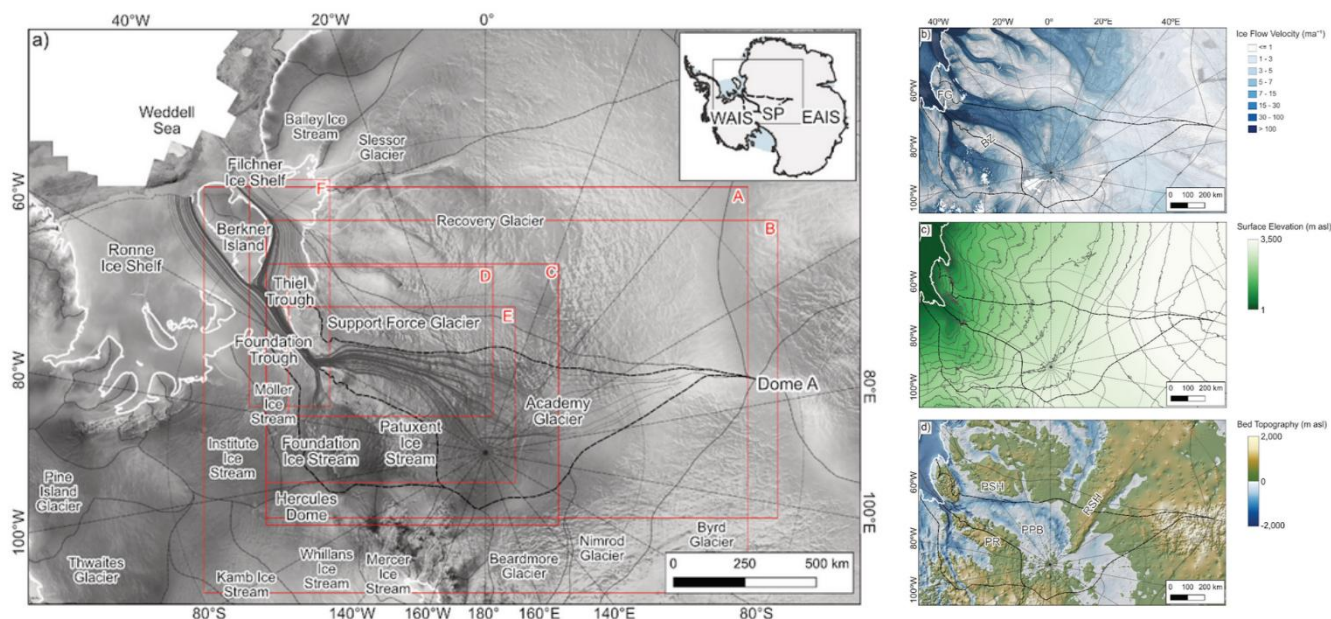 40°W
20°W
0°
a)
Weddell
Sea
Bailey Ice
Stream
Slessor
Glacier
Filchner
Ice Shelf
F
WAIS
SP
EAIS
60°W
A
Berkner
Island
Recovery Glacier
B
Ronne
Ice Shelf
Thiel
Trough
D
C
Support Force Glacier
E
Foundation
Trough
80°W
Möller
Ice
Stream
Dome A
80°E
Academy
Glacier
Patuxent
Ice
Stream
Institute
Ice
Stream
Foundation
Ice Stream
Pine
Island
Glacier
Hercules
Dome
100°W
100°E
Byrd
Glacier
Nimrod
Glacier
Beardmore
Glacier
Thwaites
Glacier
Whillans
Ice
Stream
Mercer
Ice
Stream
Kamb Ice
Stream
0 250 500 km
80°S
140°W
160°W
180°
160°E
140°E
80°S
40°W 20°W 0° 20°E 40°E
b)
60°W
FG
80°W
BZ
100°W
0 100 200 km
Ice Flow Velocity (ma⁻¹)
<= 1
1 - 3
3 - 5
5 - 7
7 - 15
15 - 30
30 - 100
> 100
c)
60°W
80°W
100°W
0 100 200 km
Surface Elevation (m asl)
3,500
1
d)
60°W
RSH
PPB
PR
80°W
100°W
0 100 200 km
Bed Topography (m asl)
2,000
0
-2,000